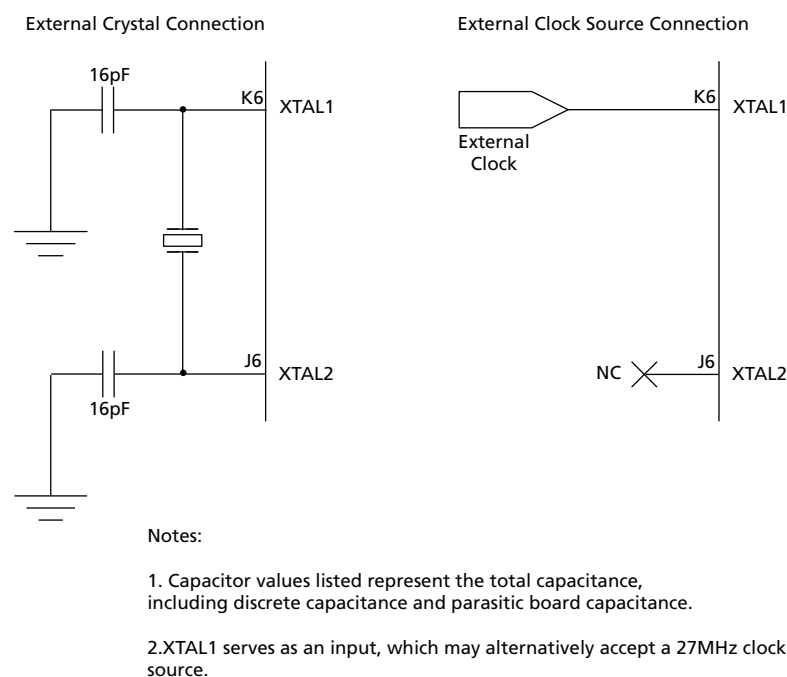 External Crystal Connection
External Clock Source Connection
16pF
K6
XTAL1
J6
XTAL2
16pF
K6
XTAL1
External
Clock
J6
NC
XTAL2
Notes:
1. Capacitor values listed represent the total capacitance,
including discrete capacitance and parasitic board capacitance.
2.XTAL1 serves as an input, which may alternatively accept a 27MHz clock
source.